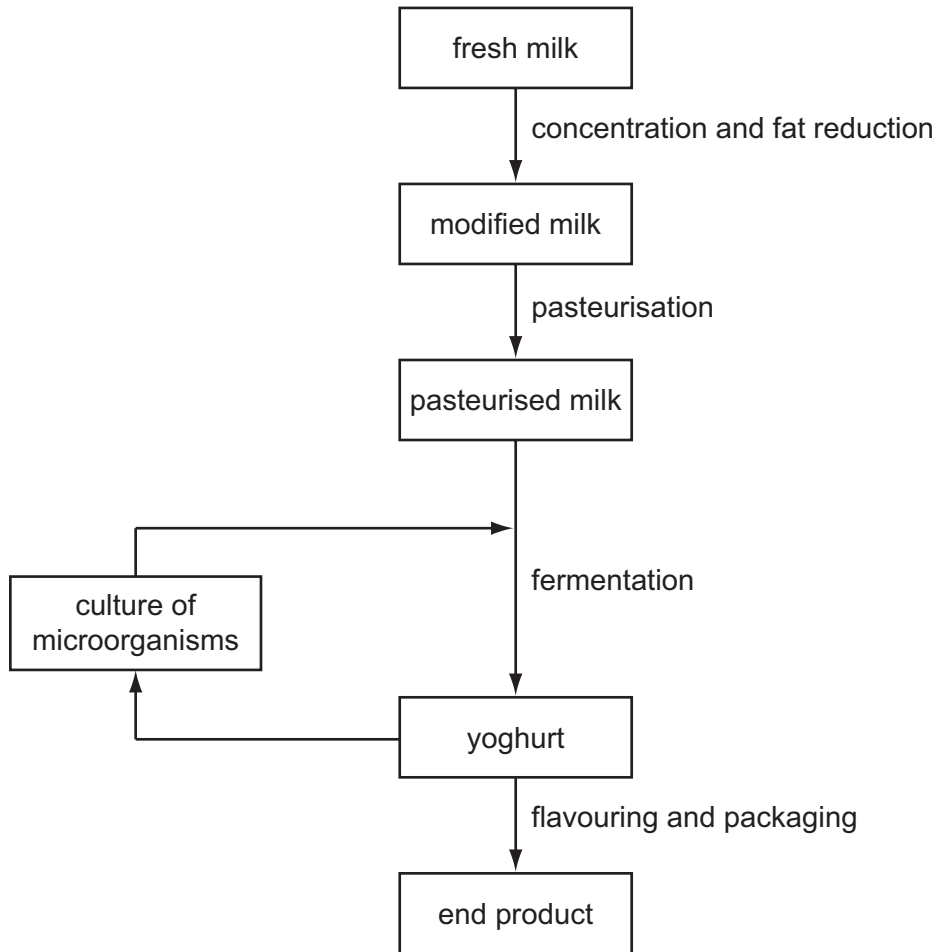 fresh milk
concentration and fat reduction
modified milk
pasteurisation
pasteurised milk
fermentation
culture of
microorganisms
yoghurt
flavouring and packaging
end product